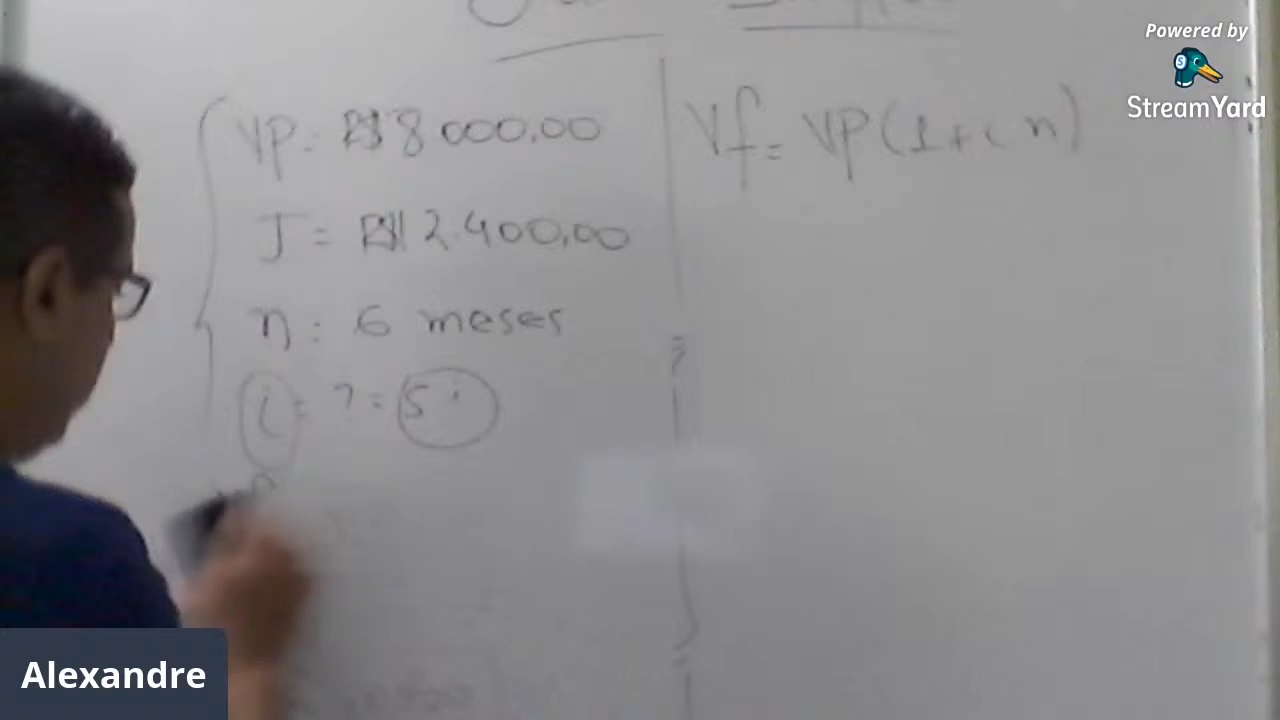 VP = R$ 8 000,00
J = R$ 2.400,00
n = 6 meses
i = ? = 5
Vf = VP (1 + i n)
Powered by
StreamYard
Alexandre